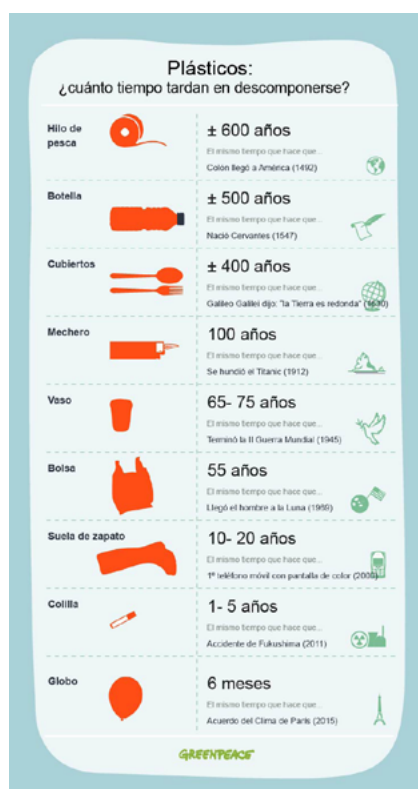 Plásticos:
¿cuánto tiempo tardan en descomponerse?
Hilo de
pesca
± 600 años
El mismo tiempo que hace que...
Colón llegó a América (1492)
Botella
± 500 años
El mismo tiempo que hace que...
Nació Cervantes (1547)
Cubiertos
± 400 años
El mismo tiempo que hace que...
Galileo Galilei dijo: "la Tierra es redonda"
Mechero
100 años
El mismo tiempo que hace que...
Se hundió el Titanic (1912)
Vaso
65- 75 años
El mismo tiempo que hace que...
Terminó la II Guerra Mundial (1945)
Bolsa
55 años
El mismo tiempo que hace que...
Llegó el hombre a la Luna (1969)
Suela de zapato
10- 20 años
El mismo tiempo que hace que...
1º teléfono móvil con pantalla de color
Colilla
1- 5 años
El mismo tiempo que hace que...
Accidente de Fukushima (2011)
Globo
6 meses
El mismo tiempo que hace que...
Acuerdo del Clima de París (2015)
GREENPEACE